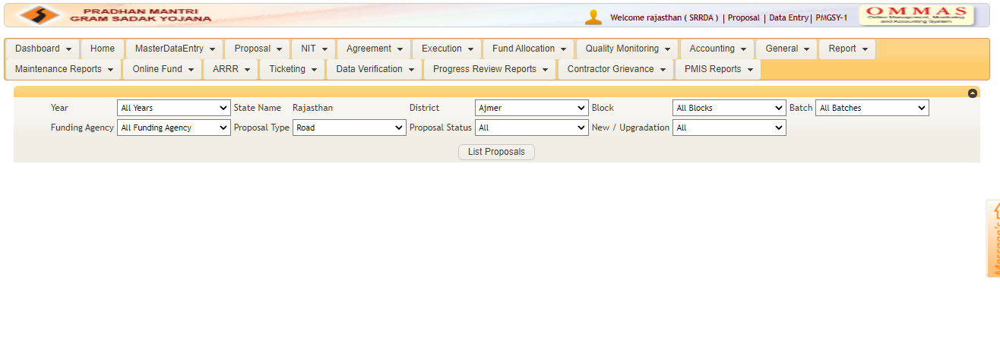 PRADHAN MANTRI
GRAM SADAK YOJANA
Welcome rajasthan ( SRRDA ) | Proposal | Data Entry | PMGSY-1
OMMAS
Online Management, Monitoring
and Accounting System
Dashboard Home MasterDataEntry Proposal NIT Agreement Execution Fund Allocation Quality Monitoring Accounting General Report
Maintenance Reports Online Fund ARRR Ticketing Data Verification Progress Review Reports Contractor Grievance PMIS Reports
Year All Years State Name Rajasthan District Ajmer Block All Blocks Batch All Batches
Funding Agency All Funding Agency Proposal Type Road Proposal Status All New / Upgradation All
List Proposals
Message's